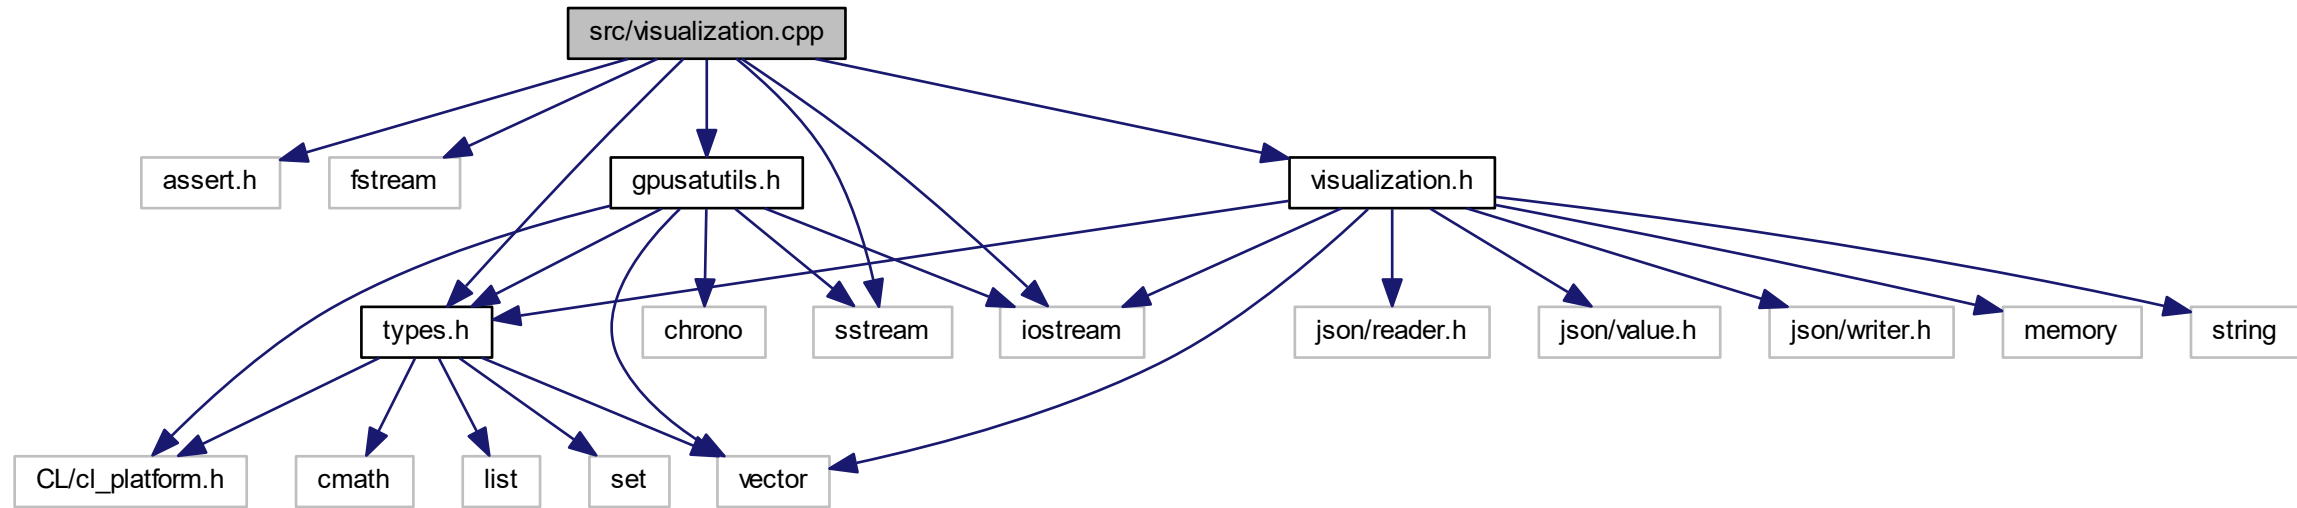 src/visualization.cpp
assert.h
fstream
gpusatutils.h
visualization.h
types.h
chrono
sstream
iostream
json/reader.h
json/value.h
json/writer.h
memory
string
CL/cl_platform.h
cmath
list
set
vector